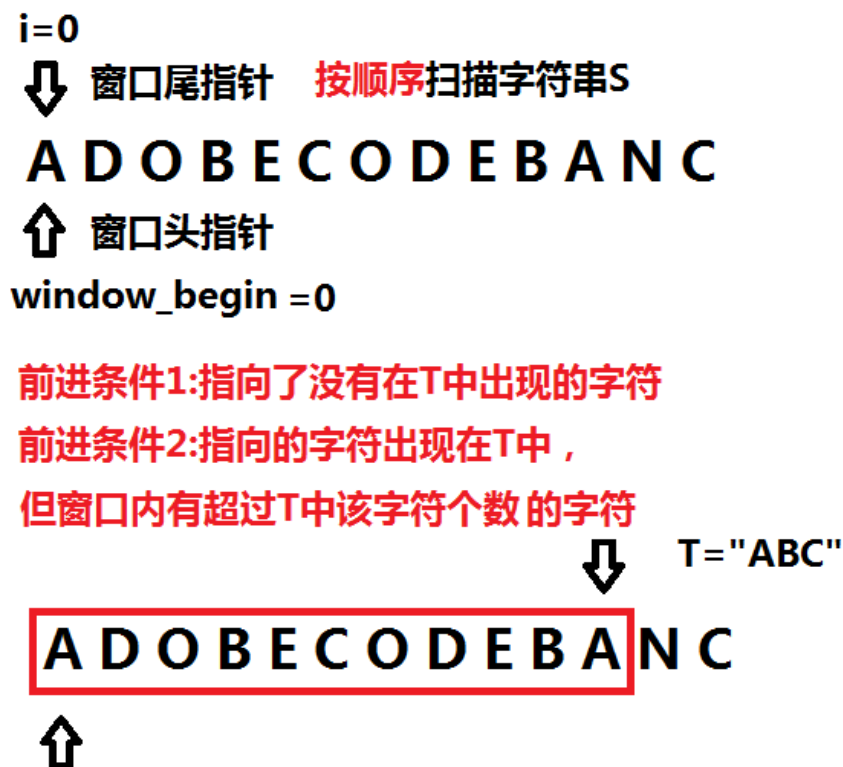 i=0
窗口尾指针 按顺序扫描字符串S
A D O B E C O D E B A N C
窗口头指针
window_begin =0
前进条件1:指向了没有在T中出现的字符
前进条件2:指向的字符出现在T中，
但窗口内有超过T中该字符个数的字符
T="ABC"
A D O B E C O D E B A N C